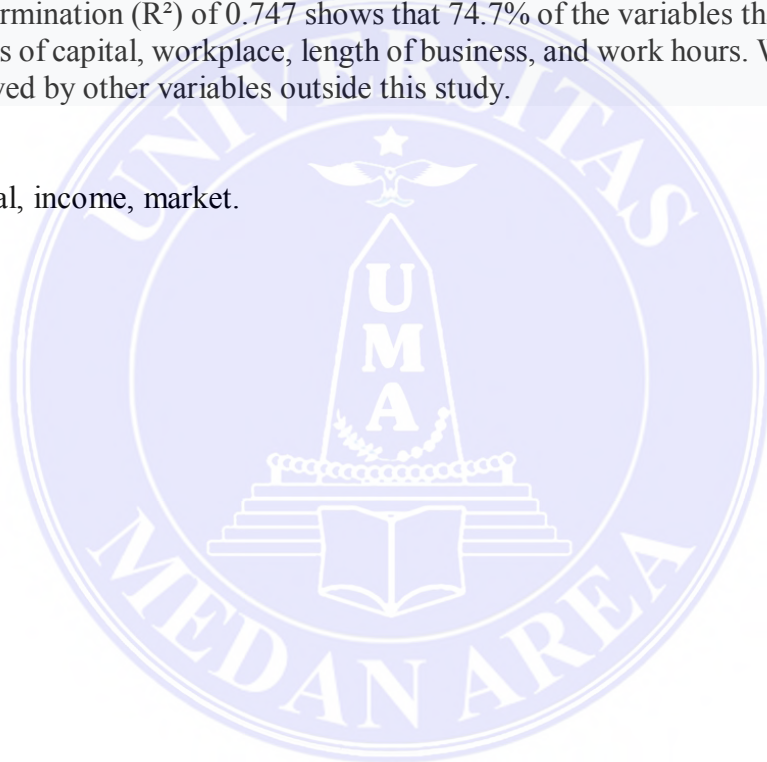 rmination (R²) of 0.747 shows that 74.7% of the variables th
s of capital, workplace, length of business, and work hours. V
ved by other variables outside this study.
al, income, market.
UNIVERSITAS
UMA
MEDAN AREA